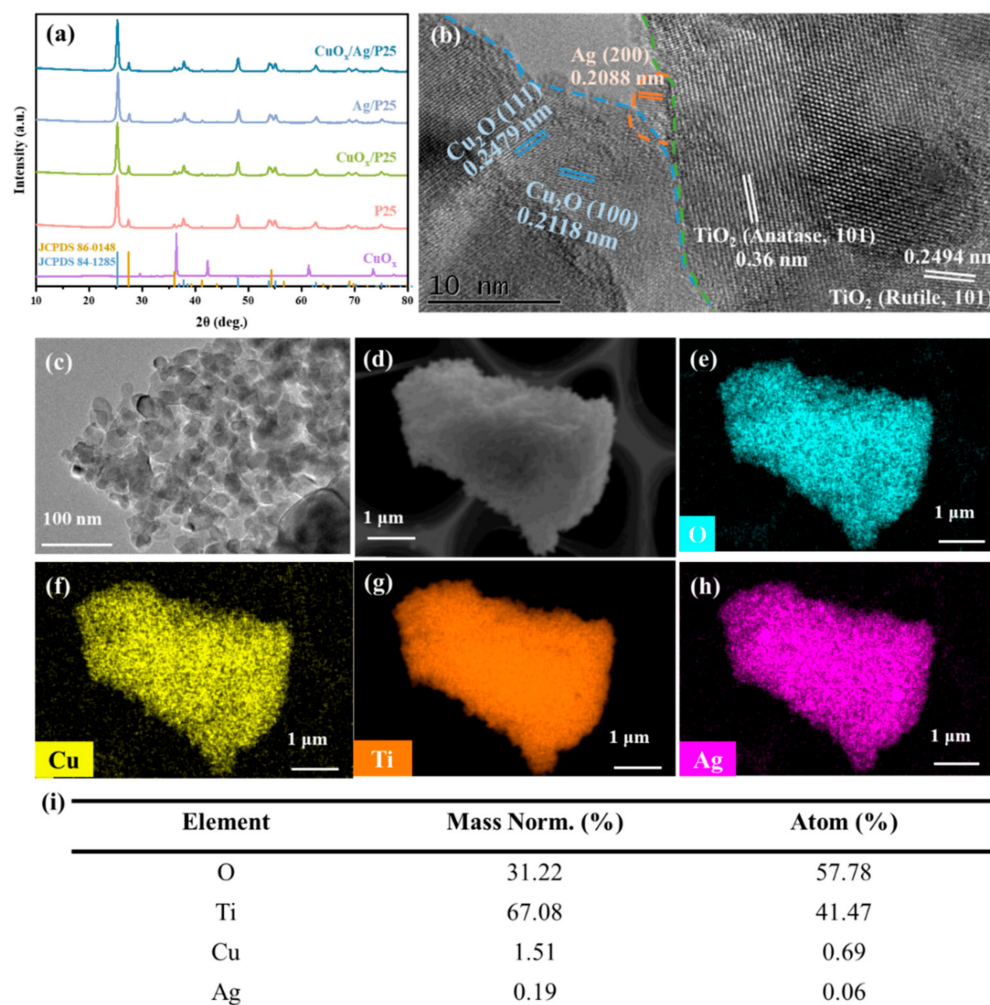 (a)
CuOₓ/Ag/P25
Ag/P25
CuOₓ/P25
P25
JCPDS 86-0148
JCPDS 84-1285
CuOₓ
Intensity (a.u.)
10 20 30 40 50 60 70 80
2θ (deg.)
(b)
Ag (200)
0.2088 nm
Cu₂O (111)
0.2479 nm
Cu₂O (100)
0.2118 nm
TiO₂ (Anatase, 101)
0.36 nm
0.2494 nm
TiO₂ (Rutile, 101)
10 nm
(c)
100 nm
(d)
1 μm
(e)
1 μm
O
(f)
1 μm
Cu
(g)
1 μm
Ti
(h)
1 μm
Ag
(i)
Element Mass Norm. (%) Atom (%)
O 31.22 57.78
Ti 67.08 41.47
Cu 1.51 0.69
Ag 0.19 0.06